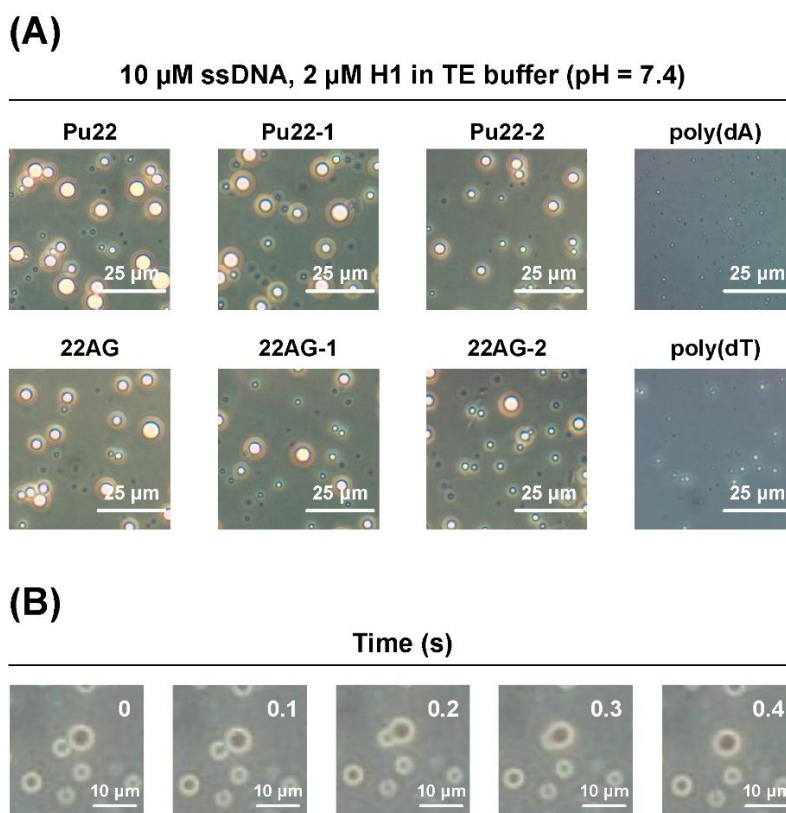 (A)
10 µM ssDNA, 2 µM H1 in TE buffer (pH = 7.4)
Pu22 Pu22-1 Pu22-2 poly(dA)
25 µm 25 µm 25 µm 25 µm
22AG 22AG-1 22AG-2 poly(dT)
25 µm 25 µm 25 µm 25 µm
(B)
Time (s)
0 0.1 0.2 0.3 0.4
10 µm 10 µm 10 µm 10 µm 10 µm